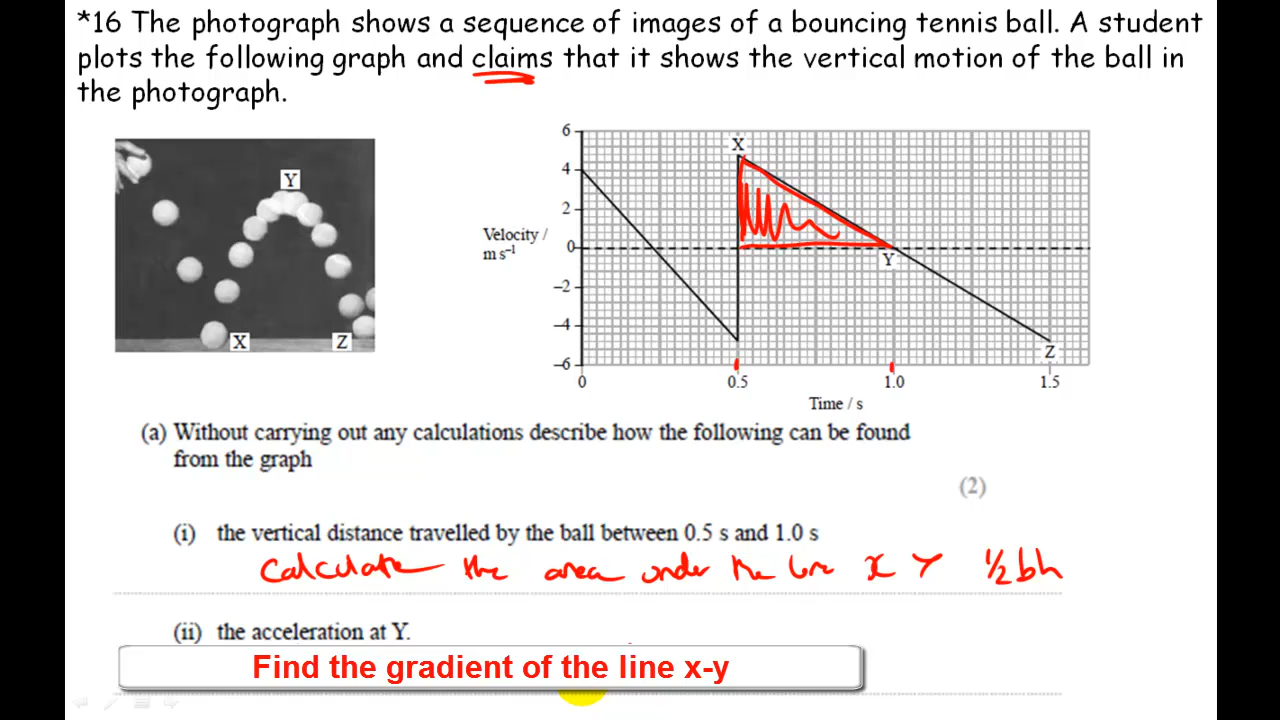 *16 The photograph shows a sequence of images of a bouncing tennis ball. A student
plots the following graph and claims that it shows the vertical motion of the ball in
the photograph.
Y
X
Z
6
4
2
0
−2
−4
−6
Velocity /
m s⁻¹
X
Y
Z
0
0.5
1.0
1.5
Time / s
(a) Without carrying out any calculations describe how the following can be found
from the graph
(2)
(i) the vertical distance travelled by the ball between 0.5 s and 1.0 s
Calculate the area under the line x Y ½ bh
(ii) the acceleration at Y.
Find the gradient of the line x-y